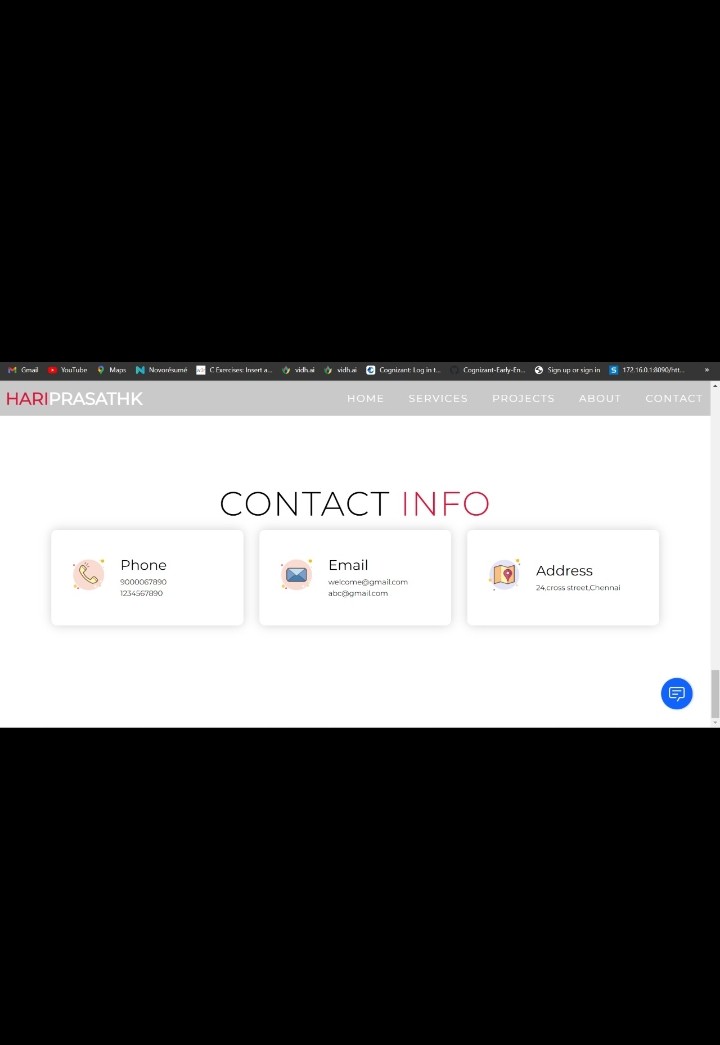 Gmail YouTube Maps Novorésumé C Exercises: Insert a... vidh.ai vidh.ai Cognizant: Log in t... Cognizant-Early-En... Sign up or sign in 172.16.0.1:8090/htt... »
HARIPRASATHK HOME SERVICES PROJECTS ABOUT CONTACT
CONTACT INFO
Phone
9000067890
1234567890
Email
welcome@gmail.com
abc@gmail.com
Address
24,cross street,Chennai